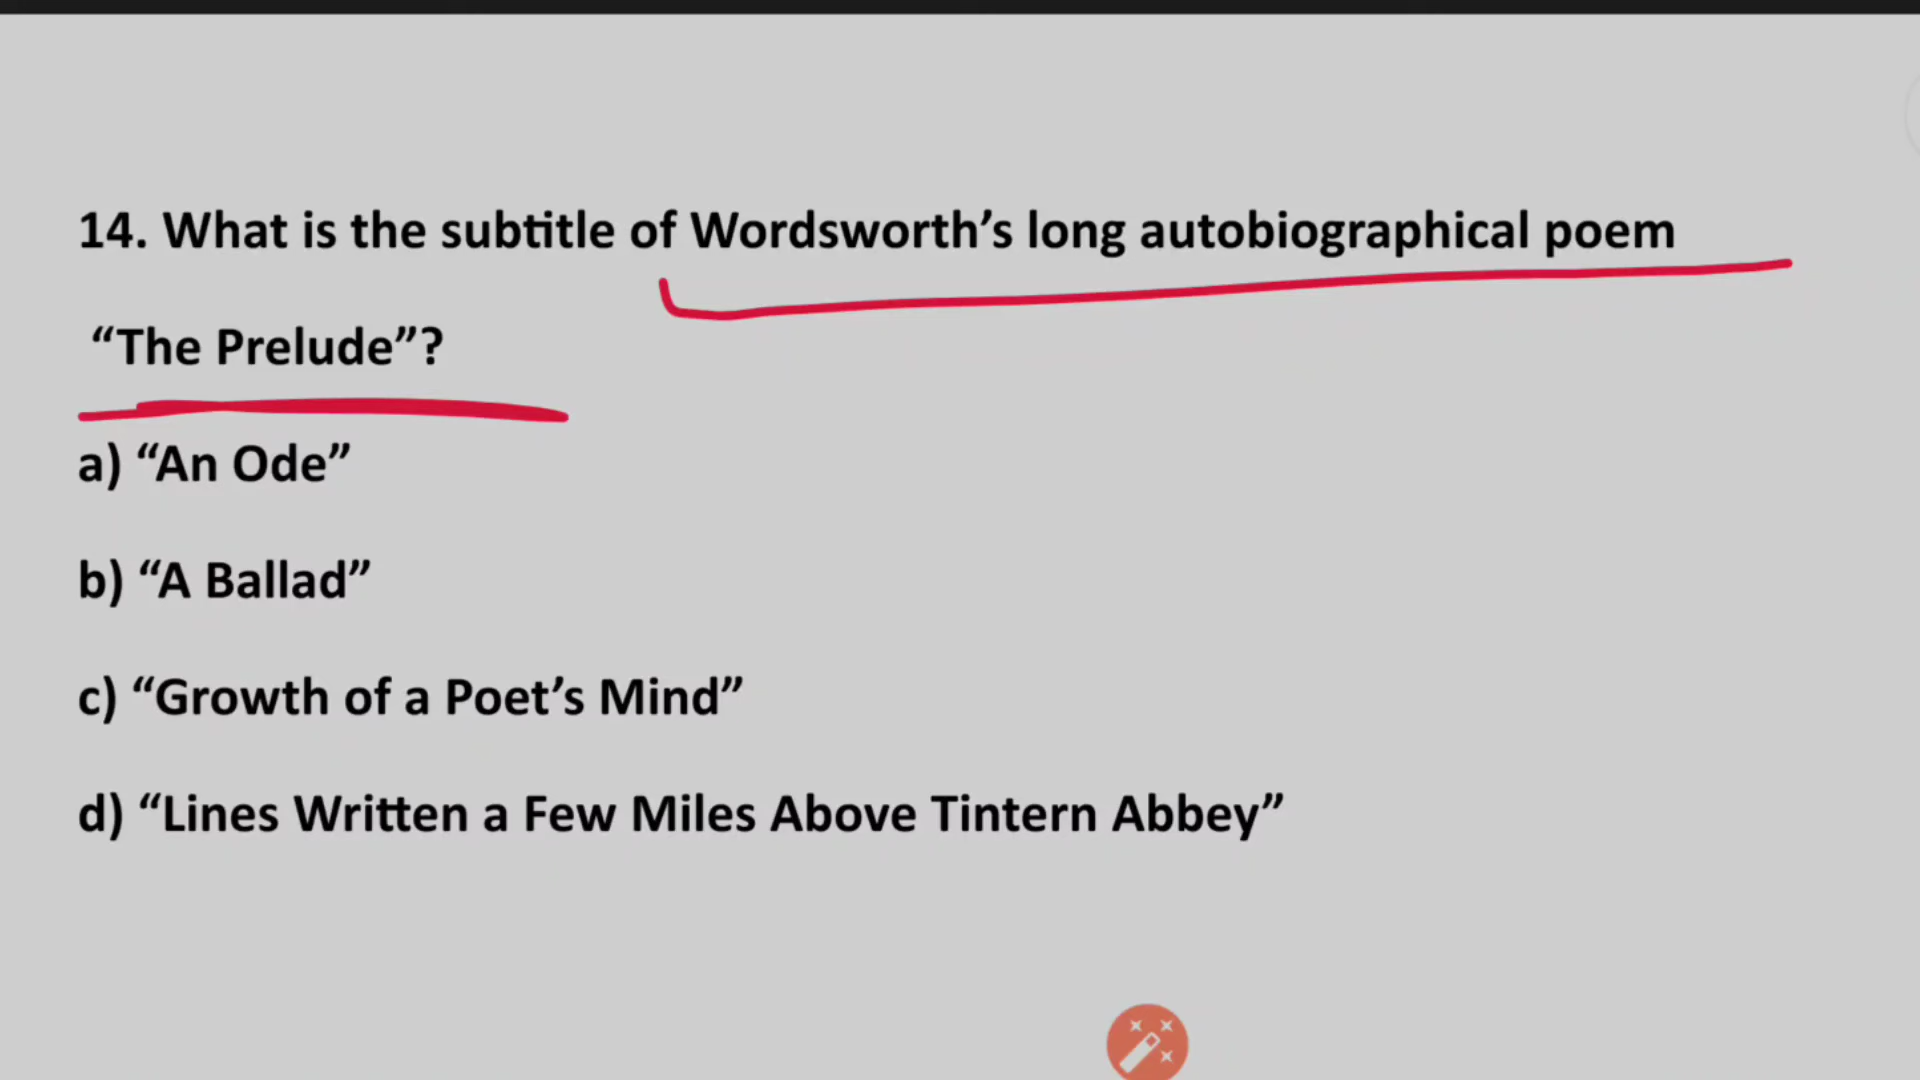 14. What is the subtitle of Wordsworth’s long autobiographical poem
“The Prelude”?
a) “An Ode”
b) “A Ballad”
c) “Growth of a Poet’s Mind”
d) “Lines Written a Few Miles Above Tintern Abbey”